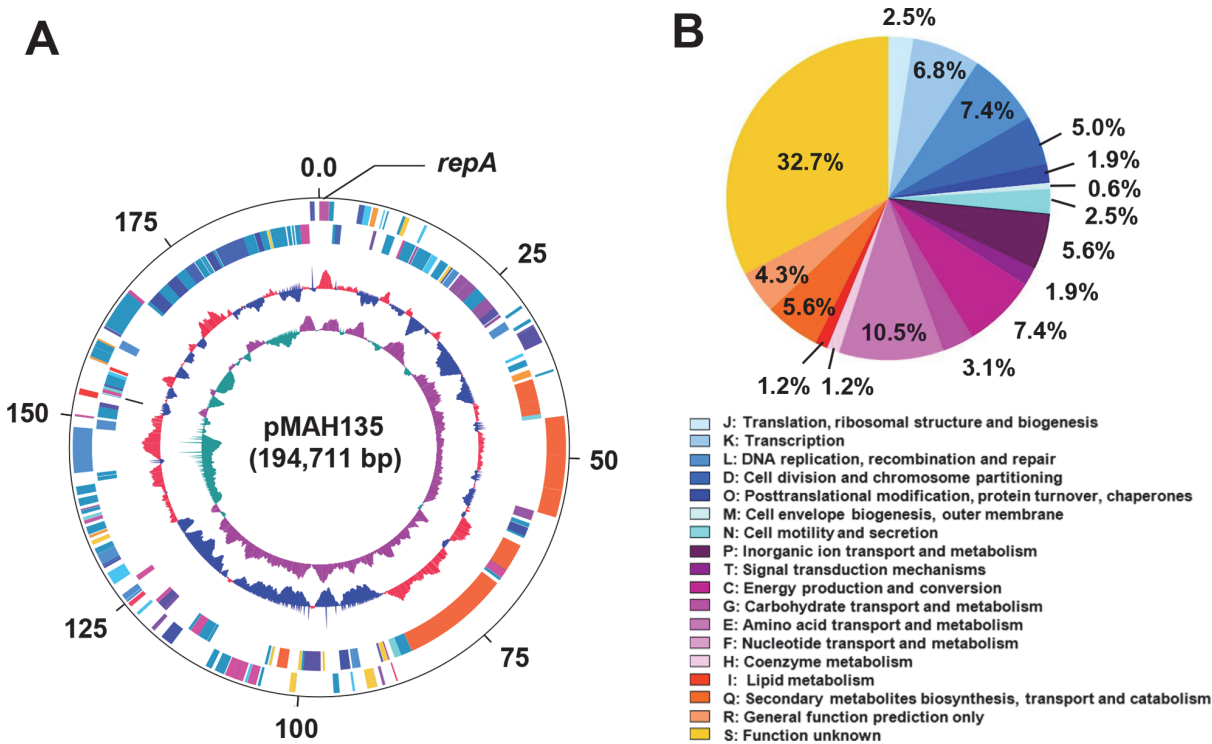 A
0.0
repA
25
50
75
100
125
150
175
pMAH135
(194,711 bp)
B
2.5%
6.8%
7.4%
5.0%
1.9%
0.6%
2.5%
5.6%
1.9%
7.4%
3.1%
10.5%
1.2%
1.2%
5.6%
4.3%
32.7%
J: Translation, ribosomal structure and biogenesis
K: Transcription
L: DNA replication, recombination and repair
D: Cell division and chromosome partitioning
O: Posttranslational modification, protein turnover, chaperones
M: Cell envelope biogenesis, outer membrane
N: Cell motility and secretion
P: Inorganic ion transport and metabolism
T: Signal transduction mechanisms
C: Energy production and conversion
G: Carbohydrate transport and metabolism
E: Amino acid transport and metabolism
F: Nucleotide transport and metabolism
H: Coenzyme metabolism
I: Lipid metabolism
Q: Secondary metabolites biosynthesis, transport and catabolism
R: General function prediction only
S: Function unknown